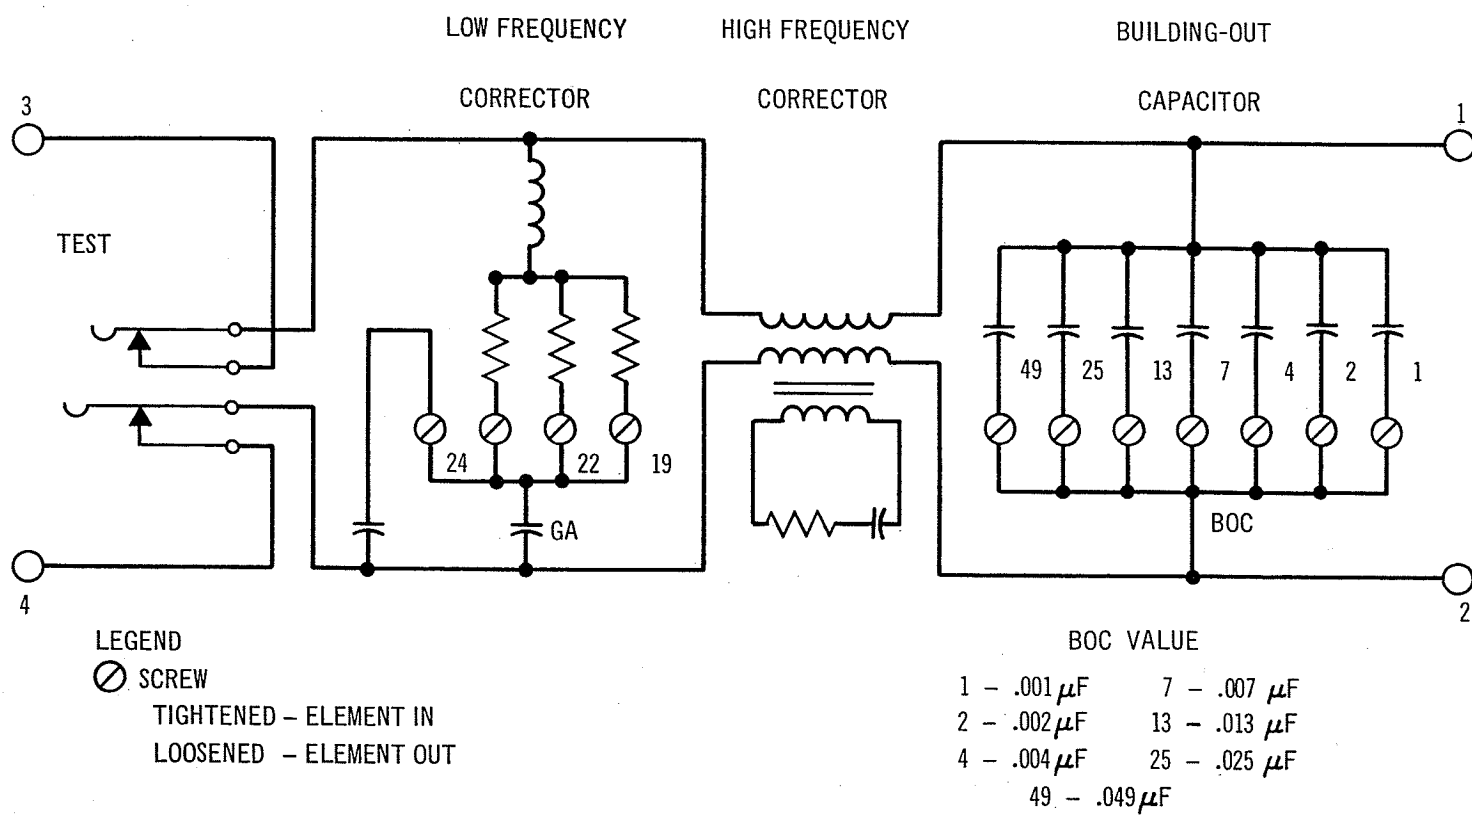 LOW FREQUENCY
CORRECTOR
HIGH FREQUENCY
CORRECTOR
BUILDING-OUT
CAPACITOR
3
1
TEST
49 25 13 7 4 2 1
24 22 19
GA
BOC
4
2
LEGEND
SCREW
TIGHTENED – ELEMENT IN
LOOSENED – ELEMENT OUT
BOC VALUE
1 – .001 µF 7 – .007 µF
2 – .002 µF 13 – .013 µF
4 – .004 µF 25 – .025 µF
49 – .049 µF